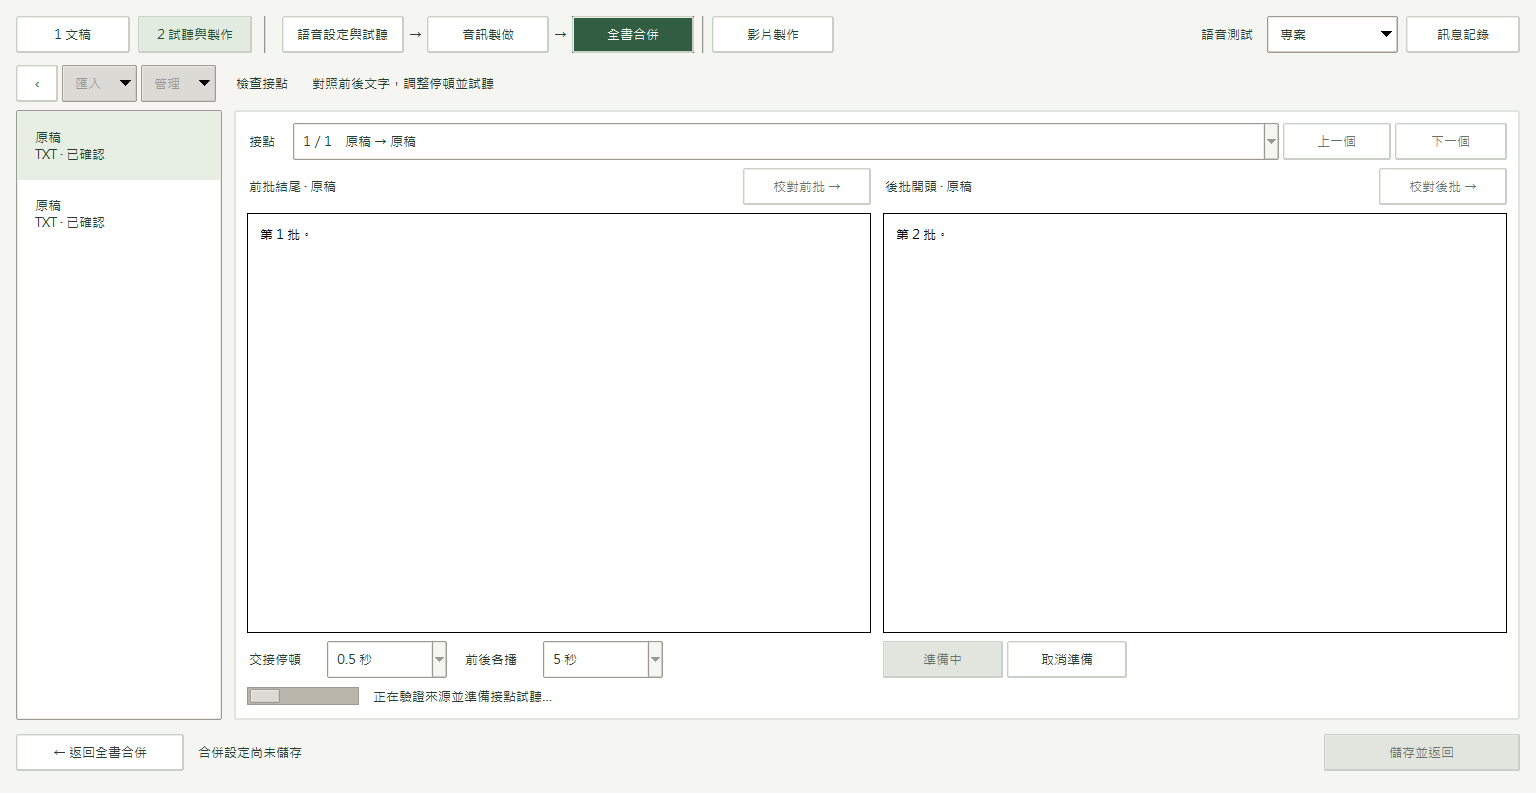 1 文稿
2 試聽與製作
語音設定與試聽 → 音訊製做 → 全書合併
影片製作
語音測試
專案
訊息記錄
‹
匯入
管理
檢查接點
對照前後文字，調整停頓並試聽
原稿
TXT · 已確認
原稿
TXT · 已確認
接點
1 / 1 原稿 → 原稿
上一個
下一個
前批結尾 · 原稿
校對前批 →
後批開頭 · 原稿
校對後批 →
第 1 批。
第 2 批。
交接停頓
0.5 秒
前後各播
5 秒
準備中
取消準備
正在驗證來源並準備接點試聽...
← 返回全書合併
合併設定尚未儲存
儲存並返回